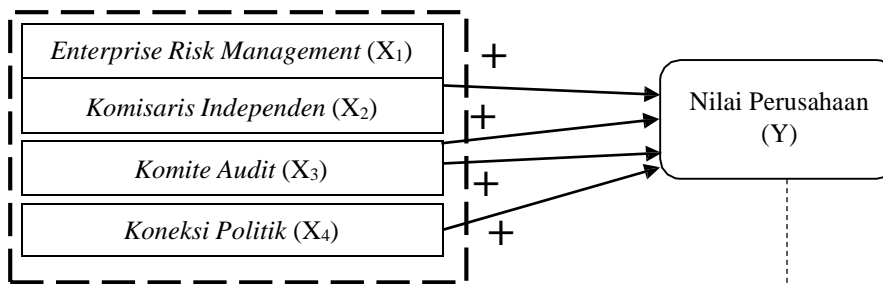 Enterprise Risk Management (X₁)
+
Komisaris Independen (X₂)
+
Komite Audit (X₃)
+
Koneksi Politik (X₄)
+
Nilai Perusahaan
(Y)